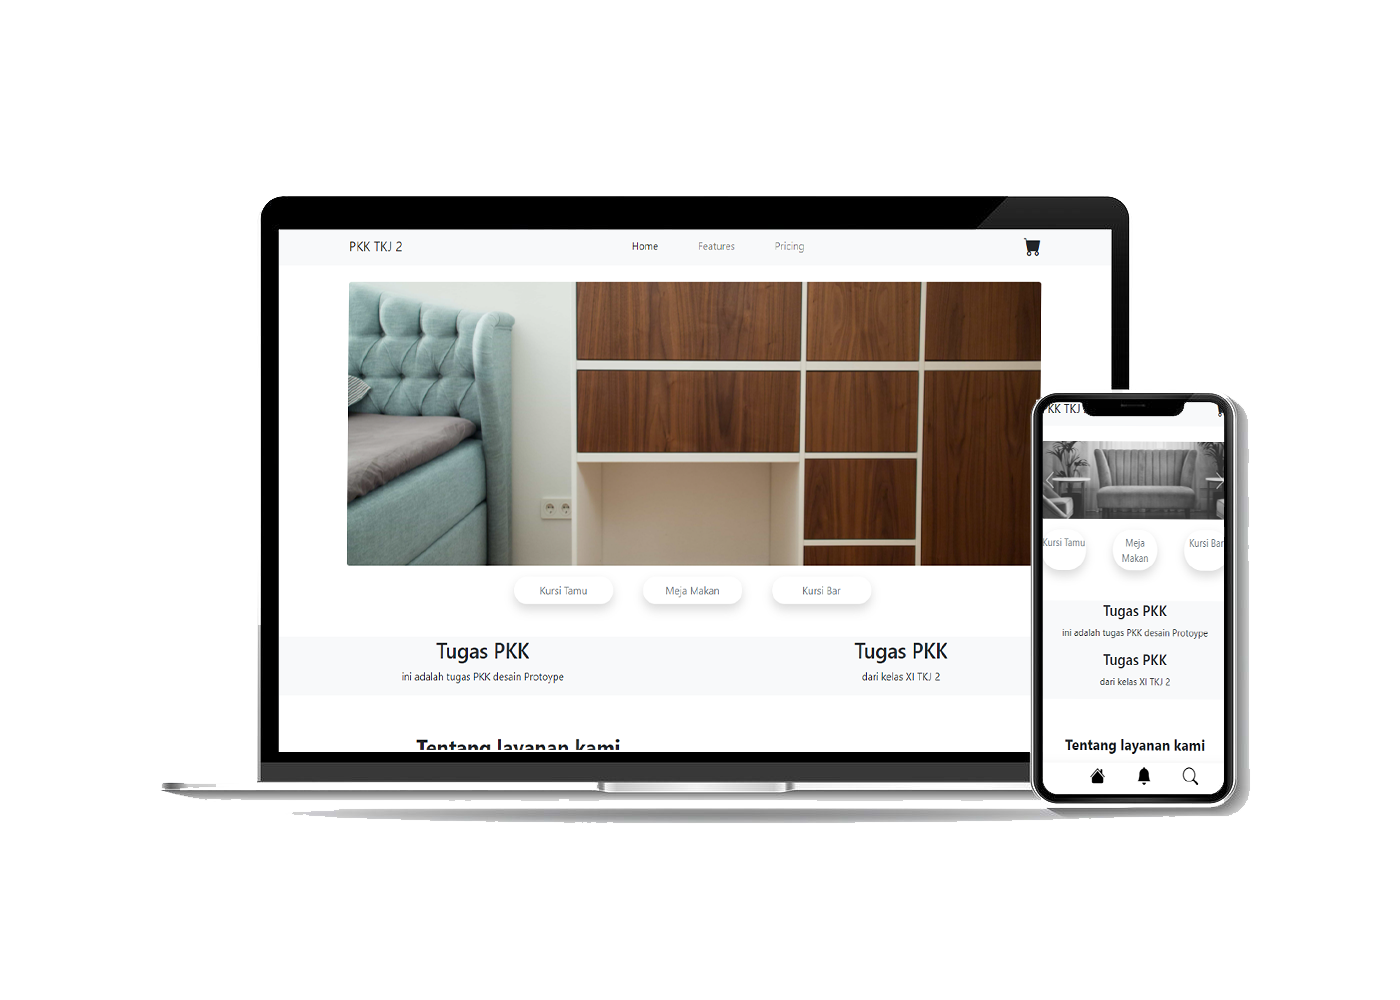 PKK TKJ 2
Home Features Pricing
Kursi Tamu Meja Makan Kursi Bar
Tugas PKK
ini adalah tugas PKK desain Protoype
Tugas PKK
dari kelas XI TKJ 2
Tentang layanan kami
PKK TKJ
Kursi Tamu
Meja
Makan
Kursi Bar
Tugas PKK
ini adalah tugas PKK desain Protoype
Tugas PKK
dari kelas XI TKJ 2
Tentang layanan kami